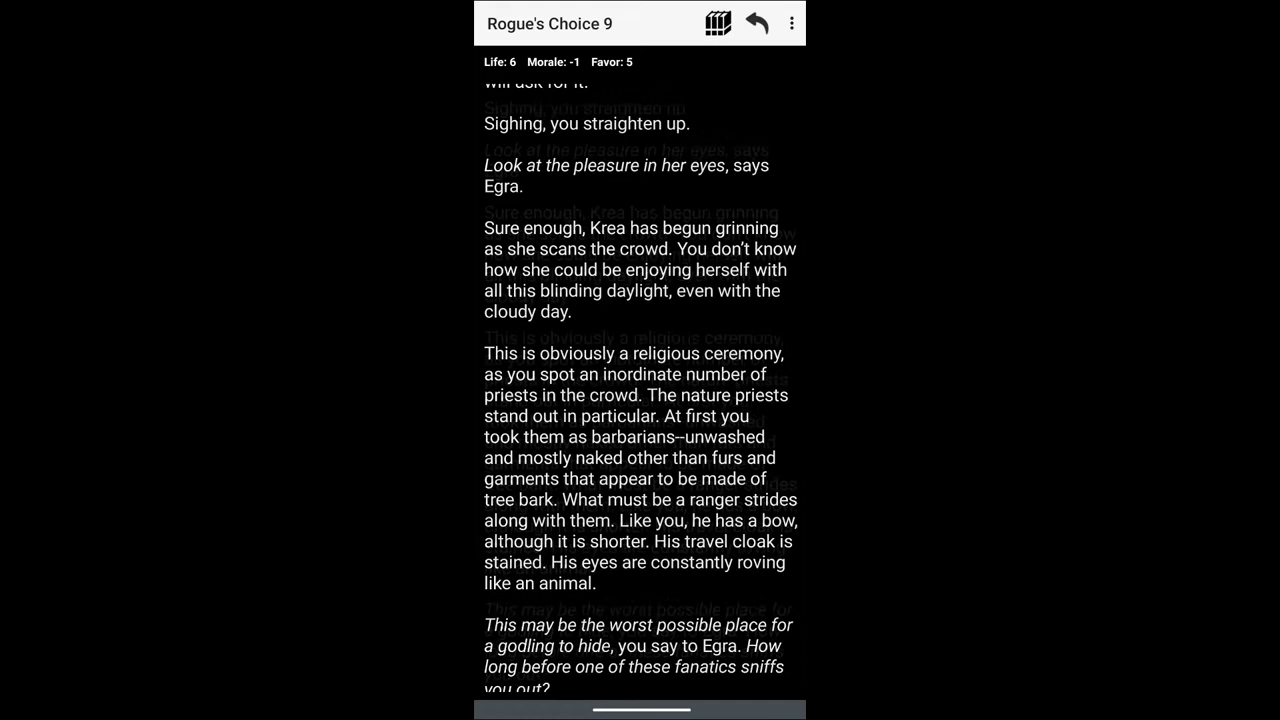 Rogue's Choice 9
Life: 6 Morale: -1 Favor: 5
will ask for it.
Sighing, you straighten up.
Look at the pleasure in her eyes, says
Egra.
Sure enough, Krea has begun grinning
as she scans the crowd. You don’t know
how she could be enjoying herself with
all this blinding daylight, even with the
cloudy day.
This is obviously a religious ceremony,
as you spot an inordinate number of
priests in the crowd. The nature priests
stand out in particular. At first you
took them as barbarians--unwashed
and mostly naked other than furs and
garments that appear to be made of
tree bark. What must be a ranger strides
along with them. Like you, he has a bow,
although it is shorter. His travel cloak is
stained. His eyes are constantly roving
like an animal.
This may be the worst possible place for
a godling to hide, you say to Egra. How
long before one of these fanatics sniffs
you out?